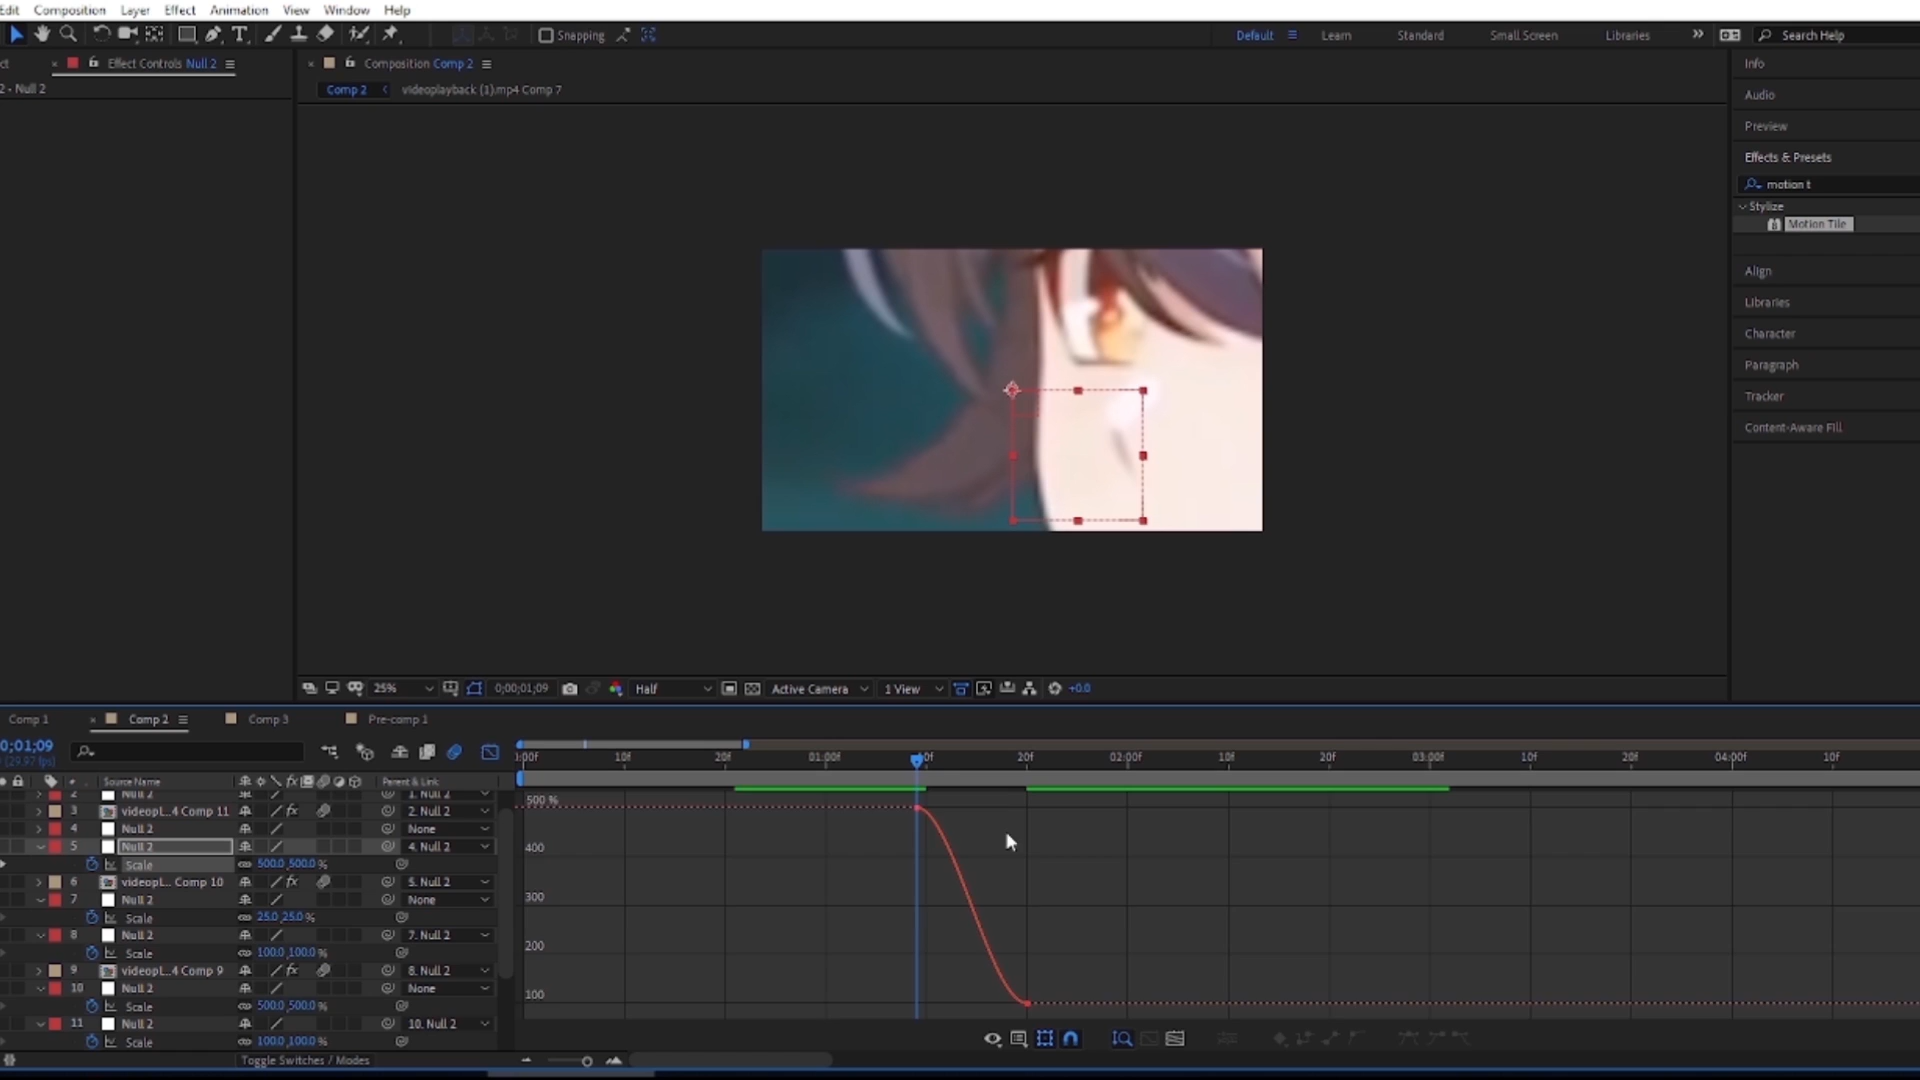 Edit Composition Layer Effect Animation View Window Help
Snapping
Default Learn Standard Small Screen Libraries Search Help
Effect Controls Null 2
2 - Null 2
Composition Comp 2
Comp 2 videoplayback (1).mp4 Comp 7
Info
Audio
Preview
Effects & Presets
motion t
Stylize
Motion Tile
Align
Libraries
Character
Paragraph
Tracker
Content-Aware Fill
25% 0;00;01;09 Half Active Camera 1 View +0.0
Comp 1 Comp 2 Comp 3 Pre-comp 1
0;01;09
(29.97 fps)
:00f 10f 20f 01:00f 20f 02:00f 10f 20f 03:00f 10f 20f 04:00f 10f
# Source Name Parent & Link
2 Null 2 1. Null 2
3 videopl...4 Comp 11 2. Null 2
4 Null 2 None
5 Null 2 4. Null 2
Scale 500.0,500.0 %
6 videopl... Comp 10 5. Null 2
7 Null 2 None
Scale 25.0,25.0 %
8 Null 2 7. Null 2
Scale 100.0,100.0 %
9 videopl...4 Comp 9 8. Null 2
10 Null 2 None
Scale 500.0,500.0 %
11 Null 2 10. Null 2
Scale 100.0,100.0 %
500 %
400
300
200
100
Toggle Switches / Modes